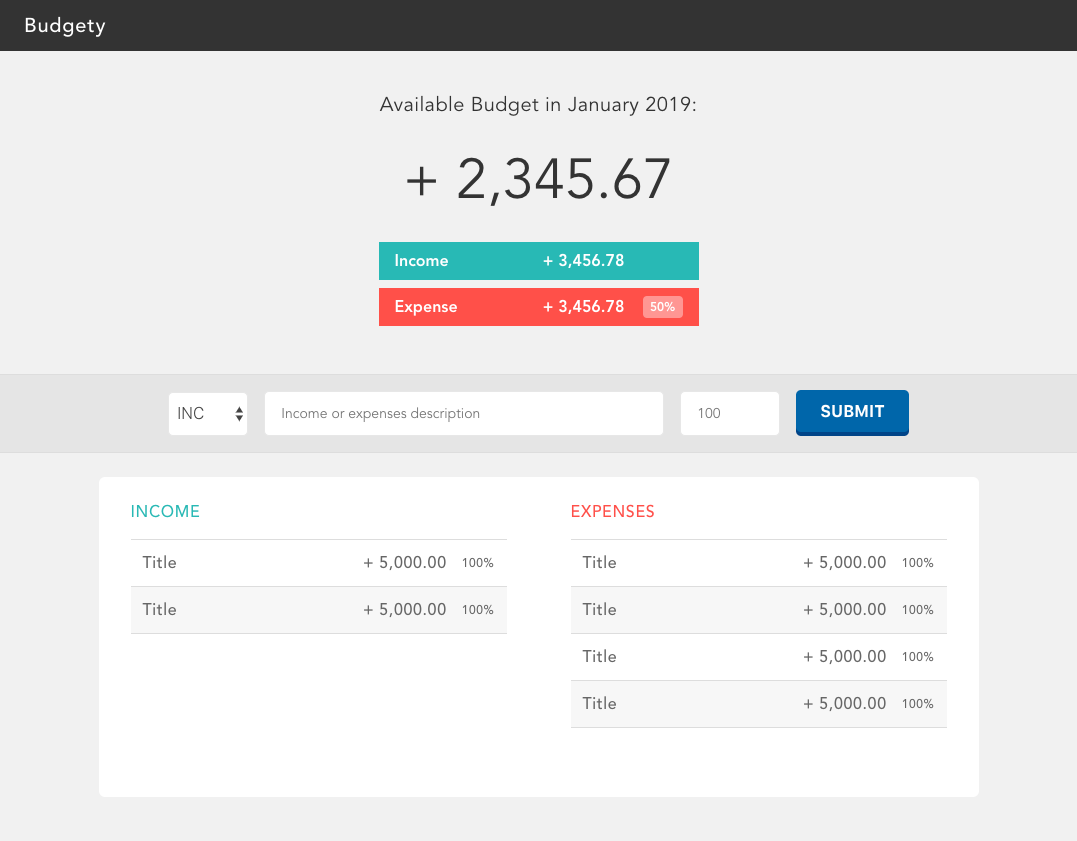 Budgety
Available Budget in January 2019:
+ 2,345.67
Income + 3,456.78
Expense + 3,456.78 50%
INC Income or expenses description 100 SUBMIT
INCOME
Title + 5,000.00 100%
Title + 5,000.00 100%
EXPENSES
Title + 5,000.00 100%
Title + 5,000.00 100%
Title + 5,000.00 100%
Title + 5,000.00 100%